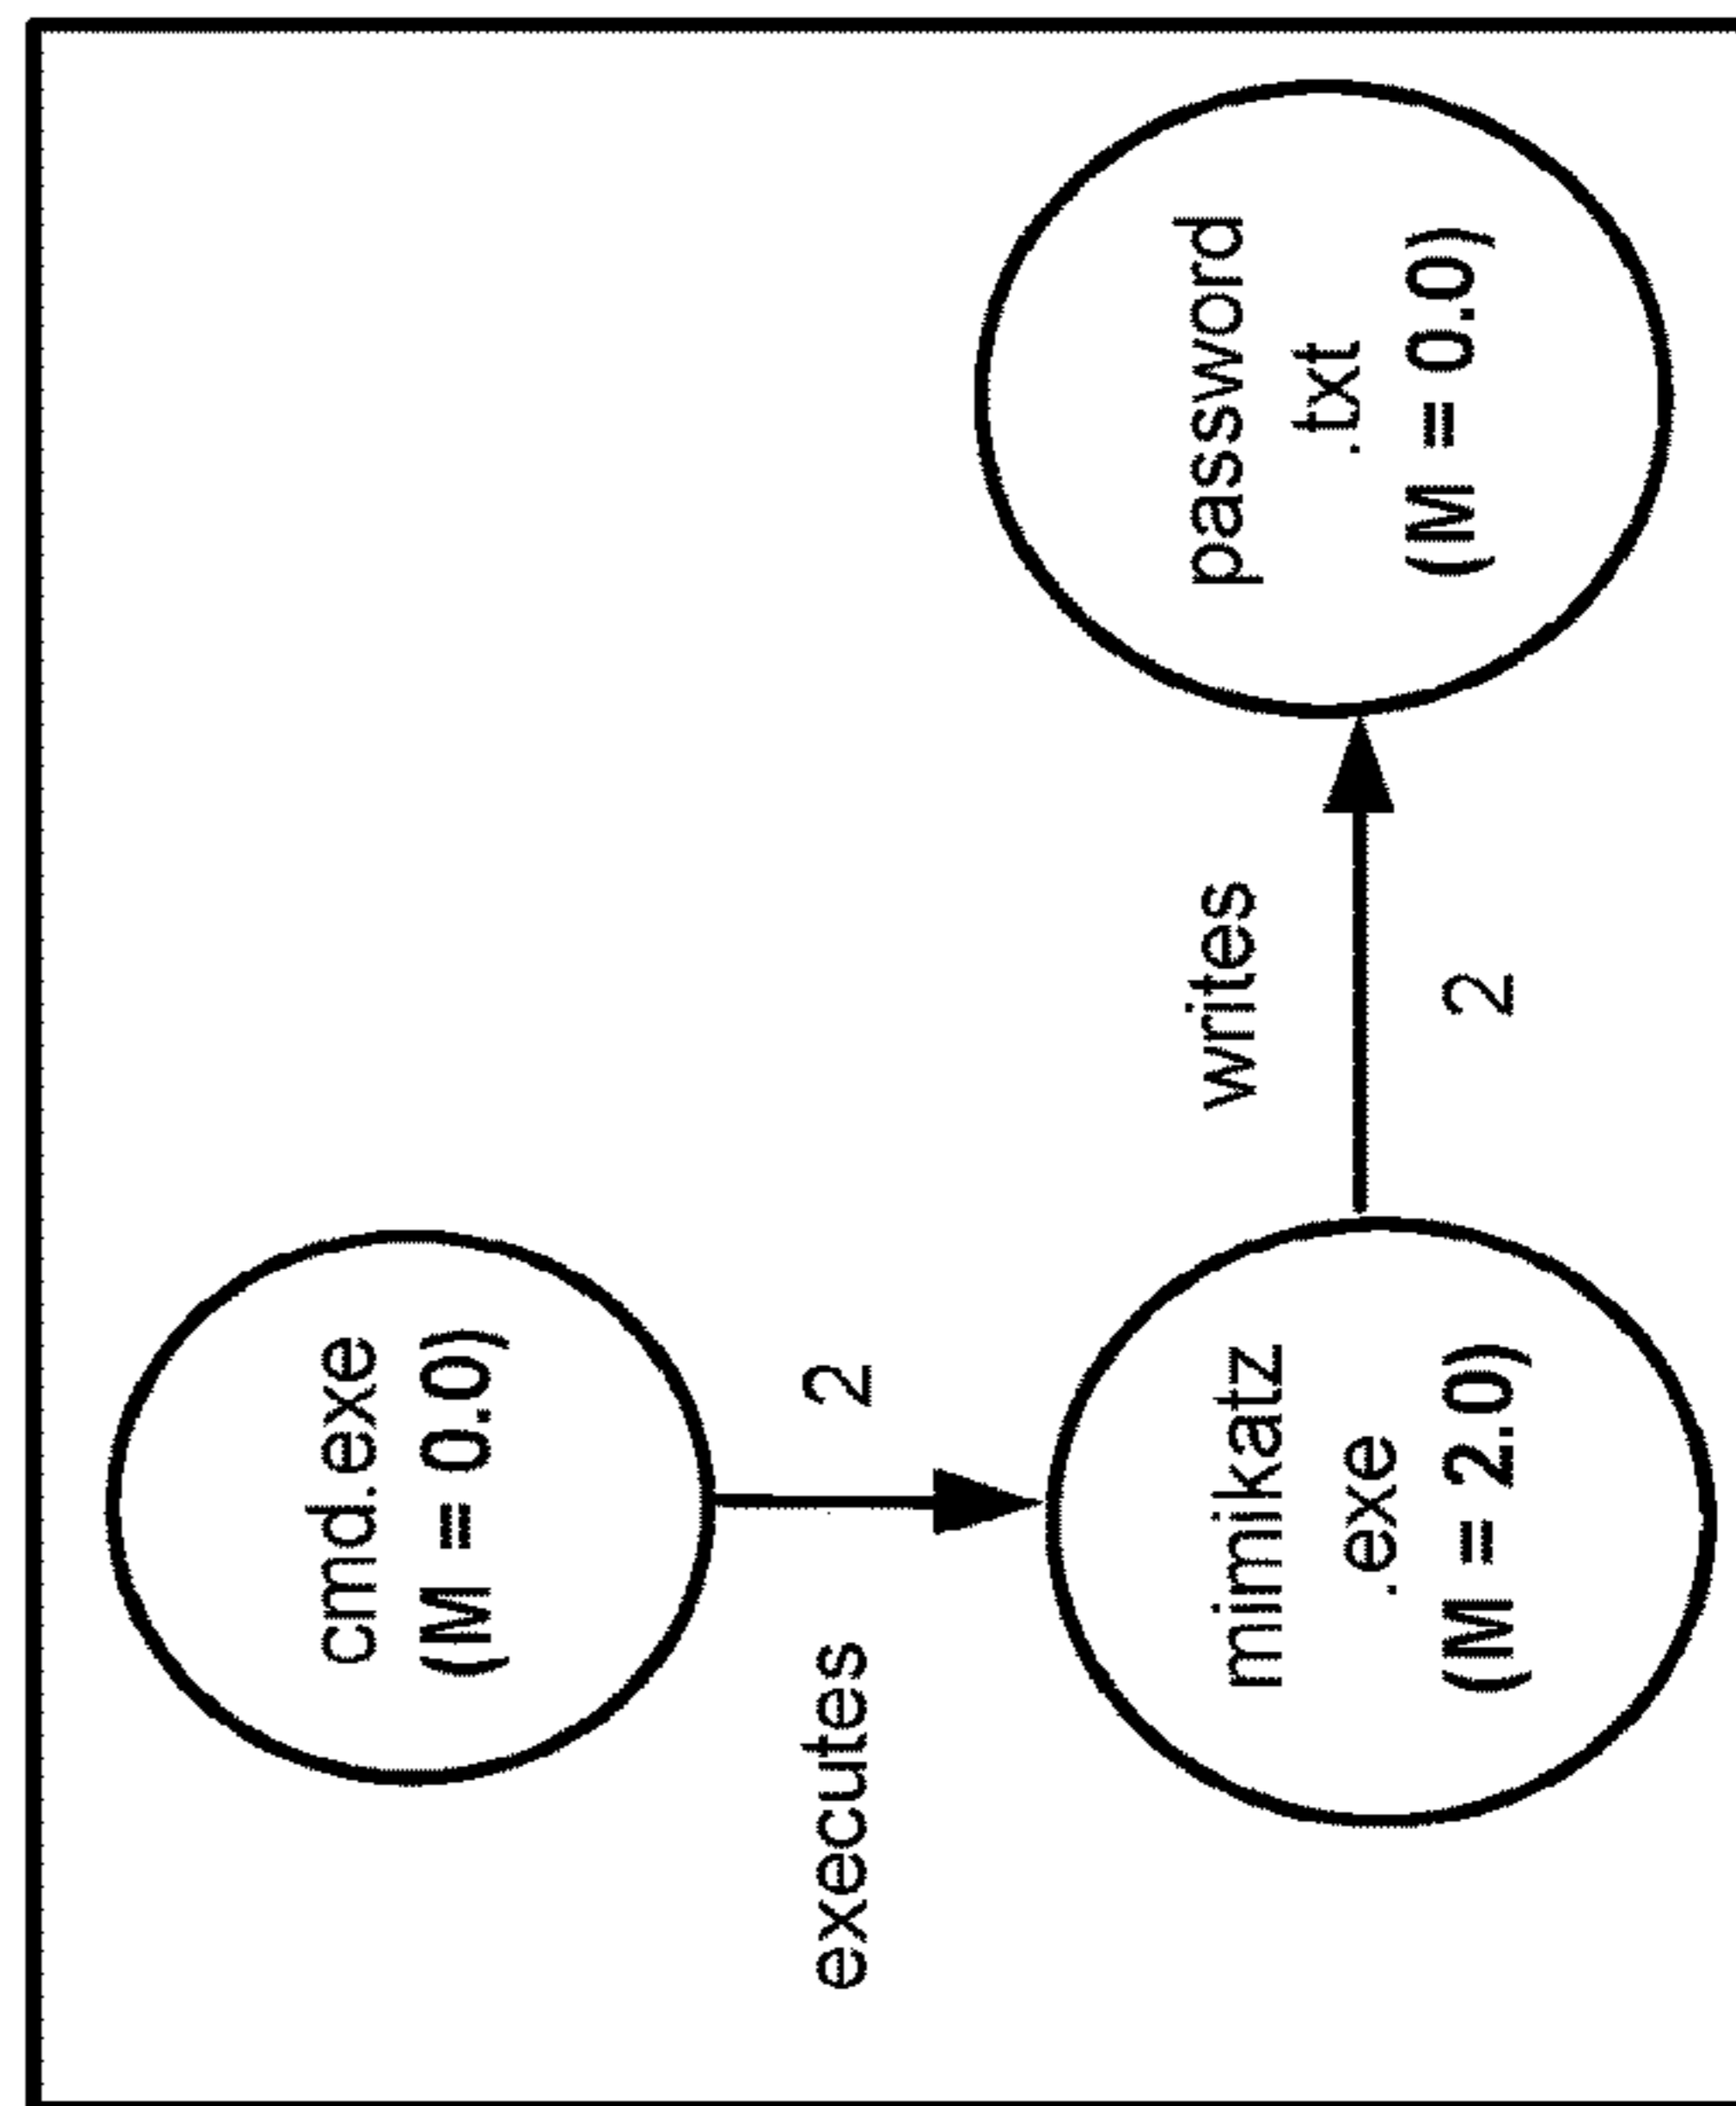 cmd.exe
(M = 0.0)
executes
2
mimikatz
.exe
(M = 2.0)
writes
2
password
.txt
(M = 0.0)